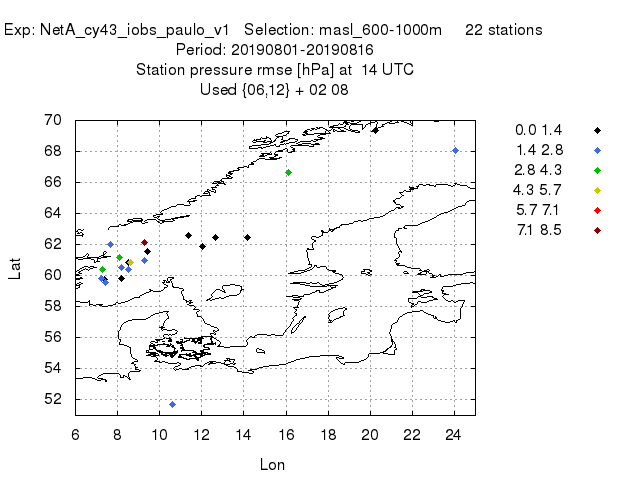 Exp: NetA_cy43_iobs_paulo_v1 Selection: masl_600-1000m 22 stations
Period: 20190801-20190816
Station pressure rmse [hPa] at 14 UTC
Used {06,12} + 02 08
70
68
66
64
62
60
58
56
54
52
6 8 10 12 14 16 18 20 22 24
Lat
Lon
0.0 1.4
1.4 2.8
2.8 4.3
4.3 5.7
5.7 7.1
7.1 8.5